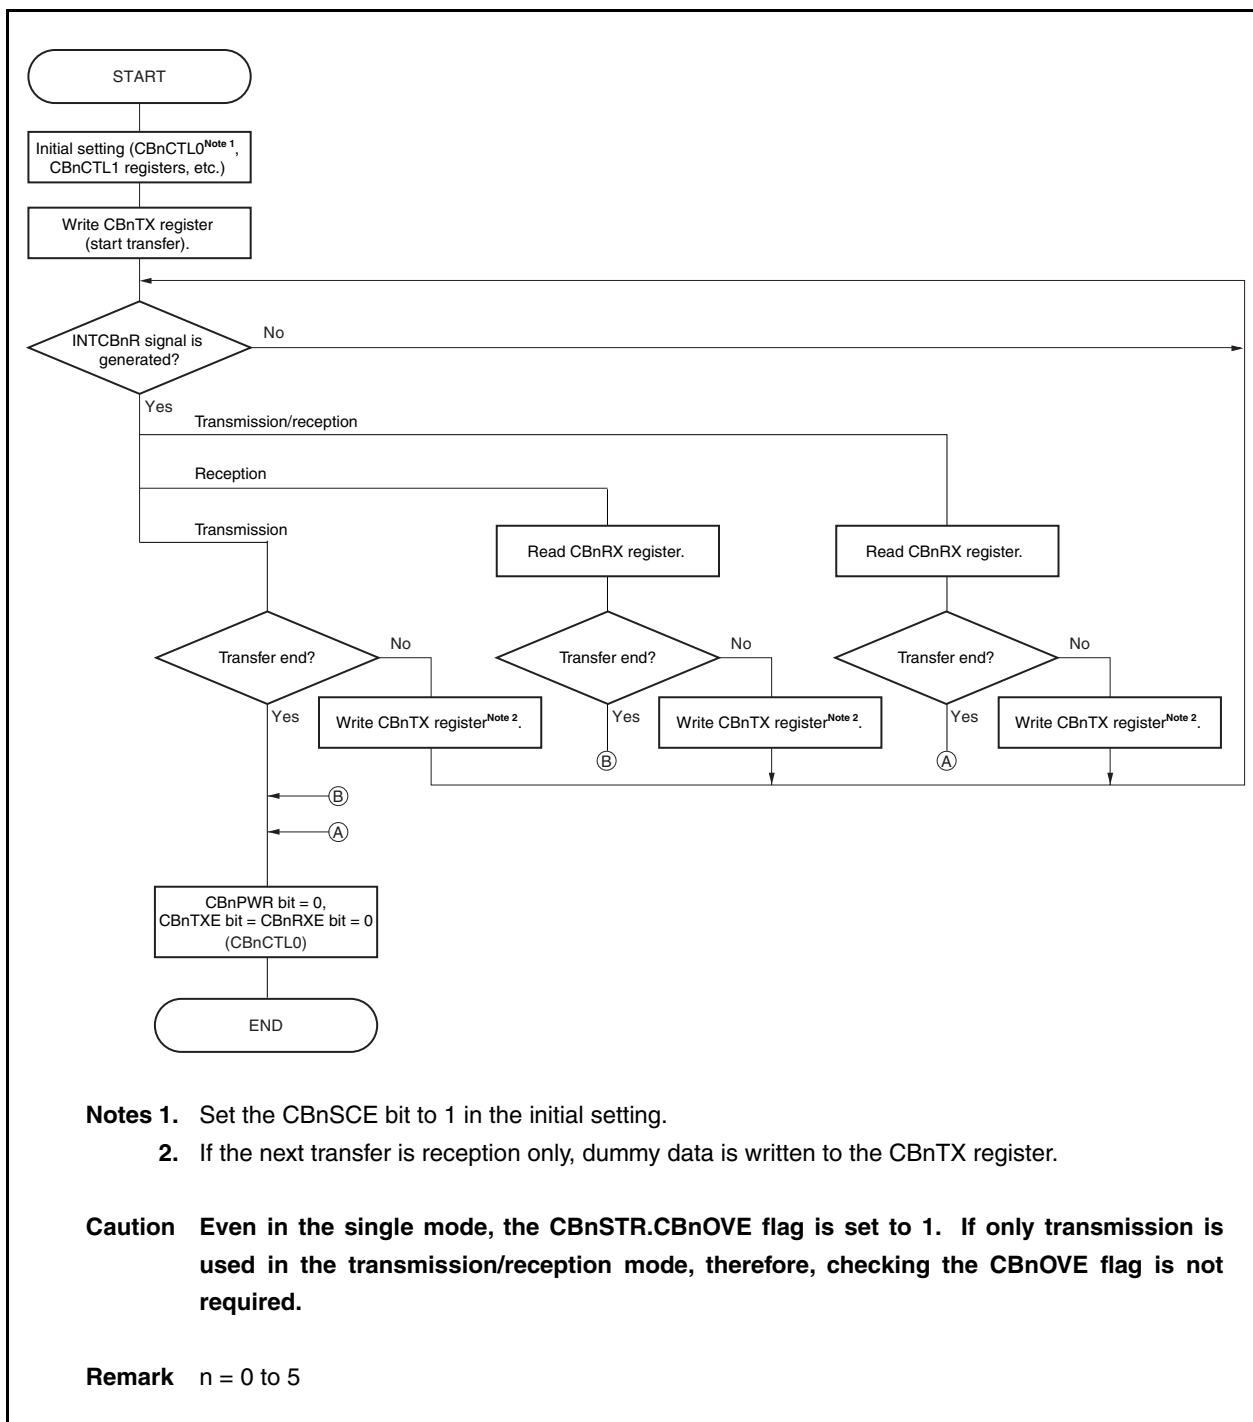 START
Initial setting (CBnCTL0Note 1,
CBnCTL1 registers, etc.)
Write CBnTX register
(start transfer).
INTCBnR signal is
generated?
No
Yes
Transmission/reception
Reception
Transmission
Read CBnRX register.
Read CBnRX register.
Transfer end?
No
Transfer end?
No
Transfer end?
No
Yes
Write CBnTX registerNote 2.
Yes
Write CBnTX registerNote 2.
Yes
Write CBnTX registerNote 2.
B
A
B
A
CBnPWR bit = 0,
CBnTXE bit = CBnRXE bit = 0
(CBnCTL0)
END
Notes 1. Set the CBnSCE bit to 1 in the initial setting.
2. If the next transfer is reception only, dummy data is written to the CBnTX register.
Caution Even in the single mode, the CBnSTR.CBnOVE flag is set to 1. If only transmission is
used in the transmission/reception mode, therefore, checking the CBnOVE flag is not
required.
Remark n = 0 to 5